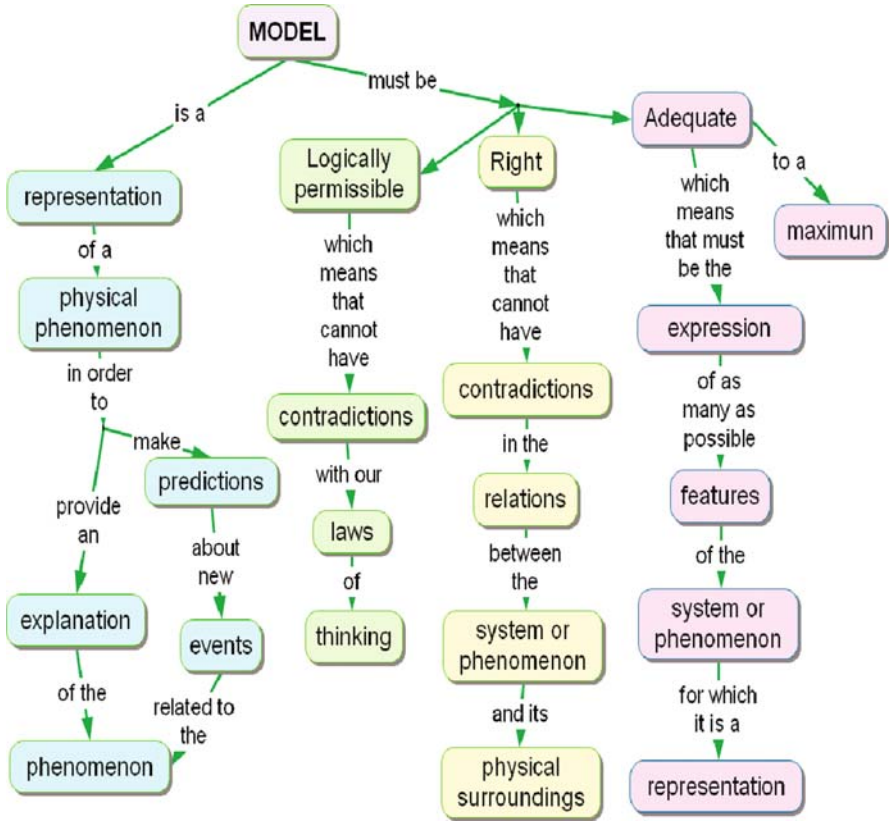 MODEL
is a
representation
of a
physical
phenomenon
in order
to
make
predictions
about
new
events
related to
the
provide
an
explanation
of the
phenomenon
must be
Logically
permissible
which
means
that
cannot
have
contradictions
with our
laws
of
thinking
Right
which
means
that
cannot
have
contradictions
in the
relations
between
the
system or
phenomenon
and its
physical
surroundings
Adequate
to a
maximun
which
means
that must
be the
expression
of as
many as
possible
features
of the
system or
phenomenon
for which
it is a
representation